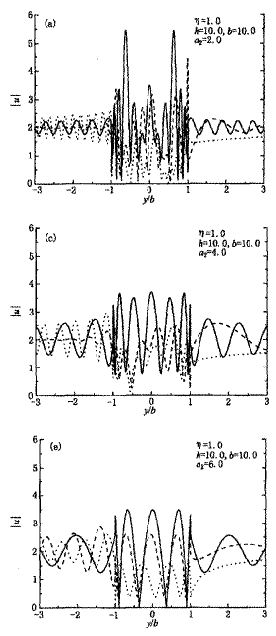 (a)
η=1.0
h=10.0, b=10.0
a₂=2.0
6
5
4
3
2
1
0
|u|
-3 -2 -1 0 1 2 3
y/b
(c)
η=1.0
h=10.0, b=10.0
a₂=4.0
6
5
4
3
2
1
0
|u|
-3 -2 -1 0 1 2 3
y/b
(e)
η=1.0
h=10.0, b=10.0
a₂=6.0
6
5
4
3
2
1
0
|u|
-3 -2 -1 0 1 2 3
y/b